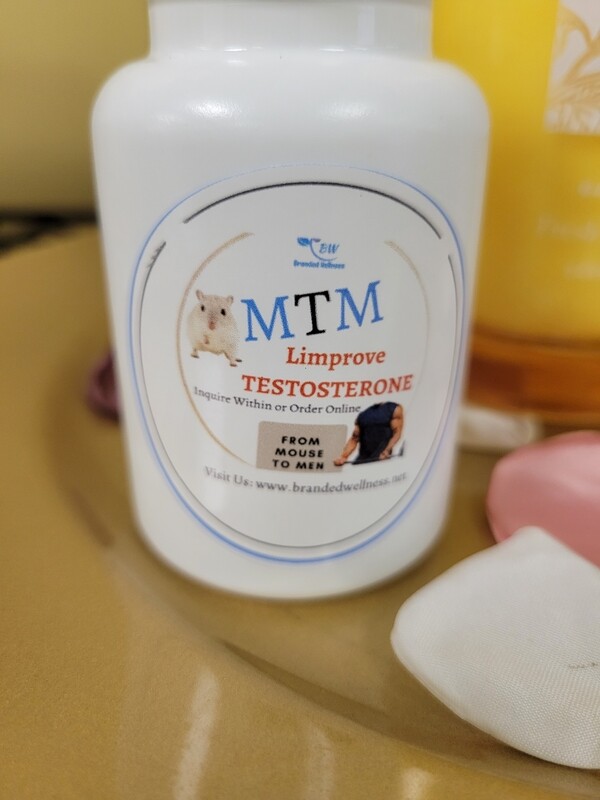 BW
Branded Wellness
MTM
Limprove
TESTOSTERONE
Inquire Within or Order Online
FROM
MOUSE
TO MEN
Visit Us: www.brandedwellness.net